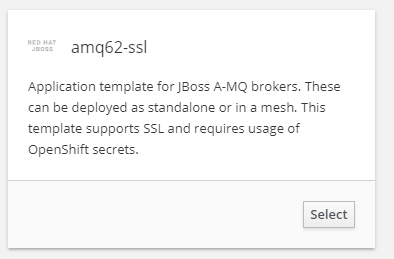 RED HAT
JBOSS
amq62-ssl
Application template for JBoss A-MQ brokers. These
can be deployed as standalone or in a mesh. This
template supports SSL and requires usage of
OpenShift secrets.
Select